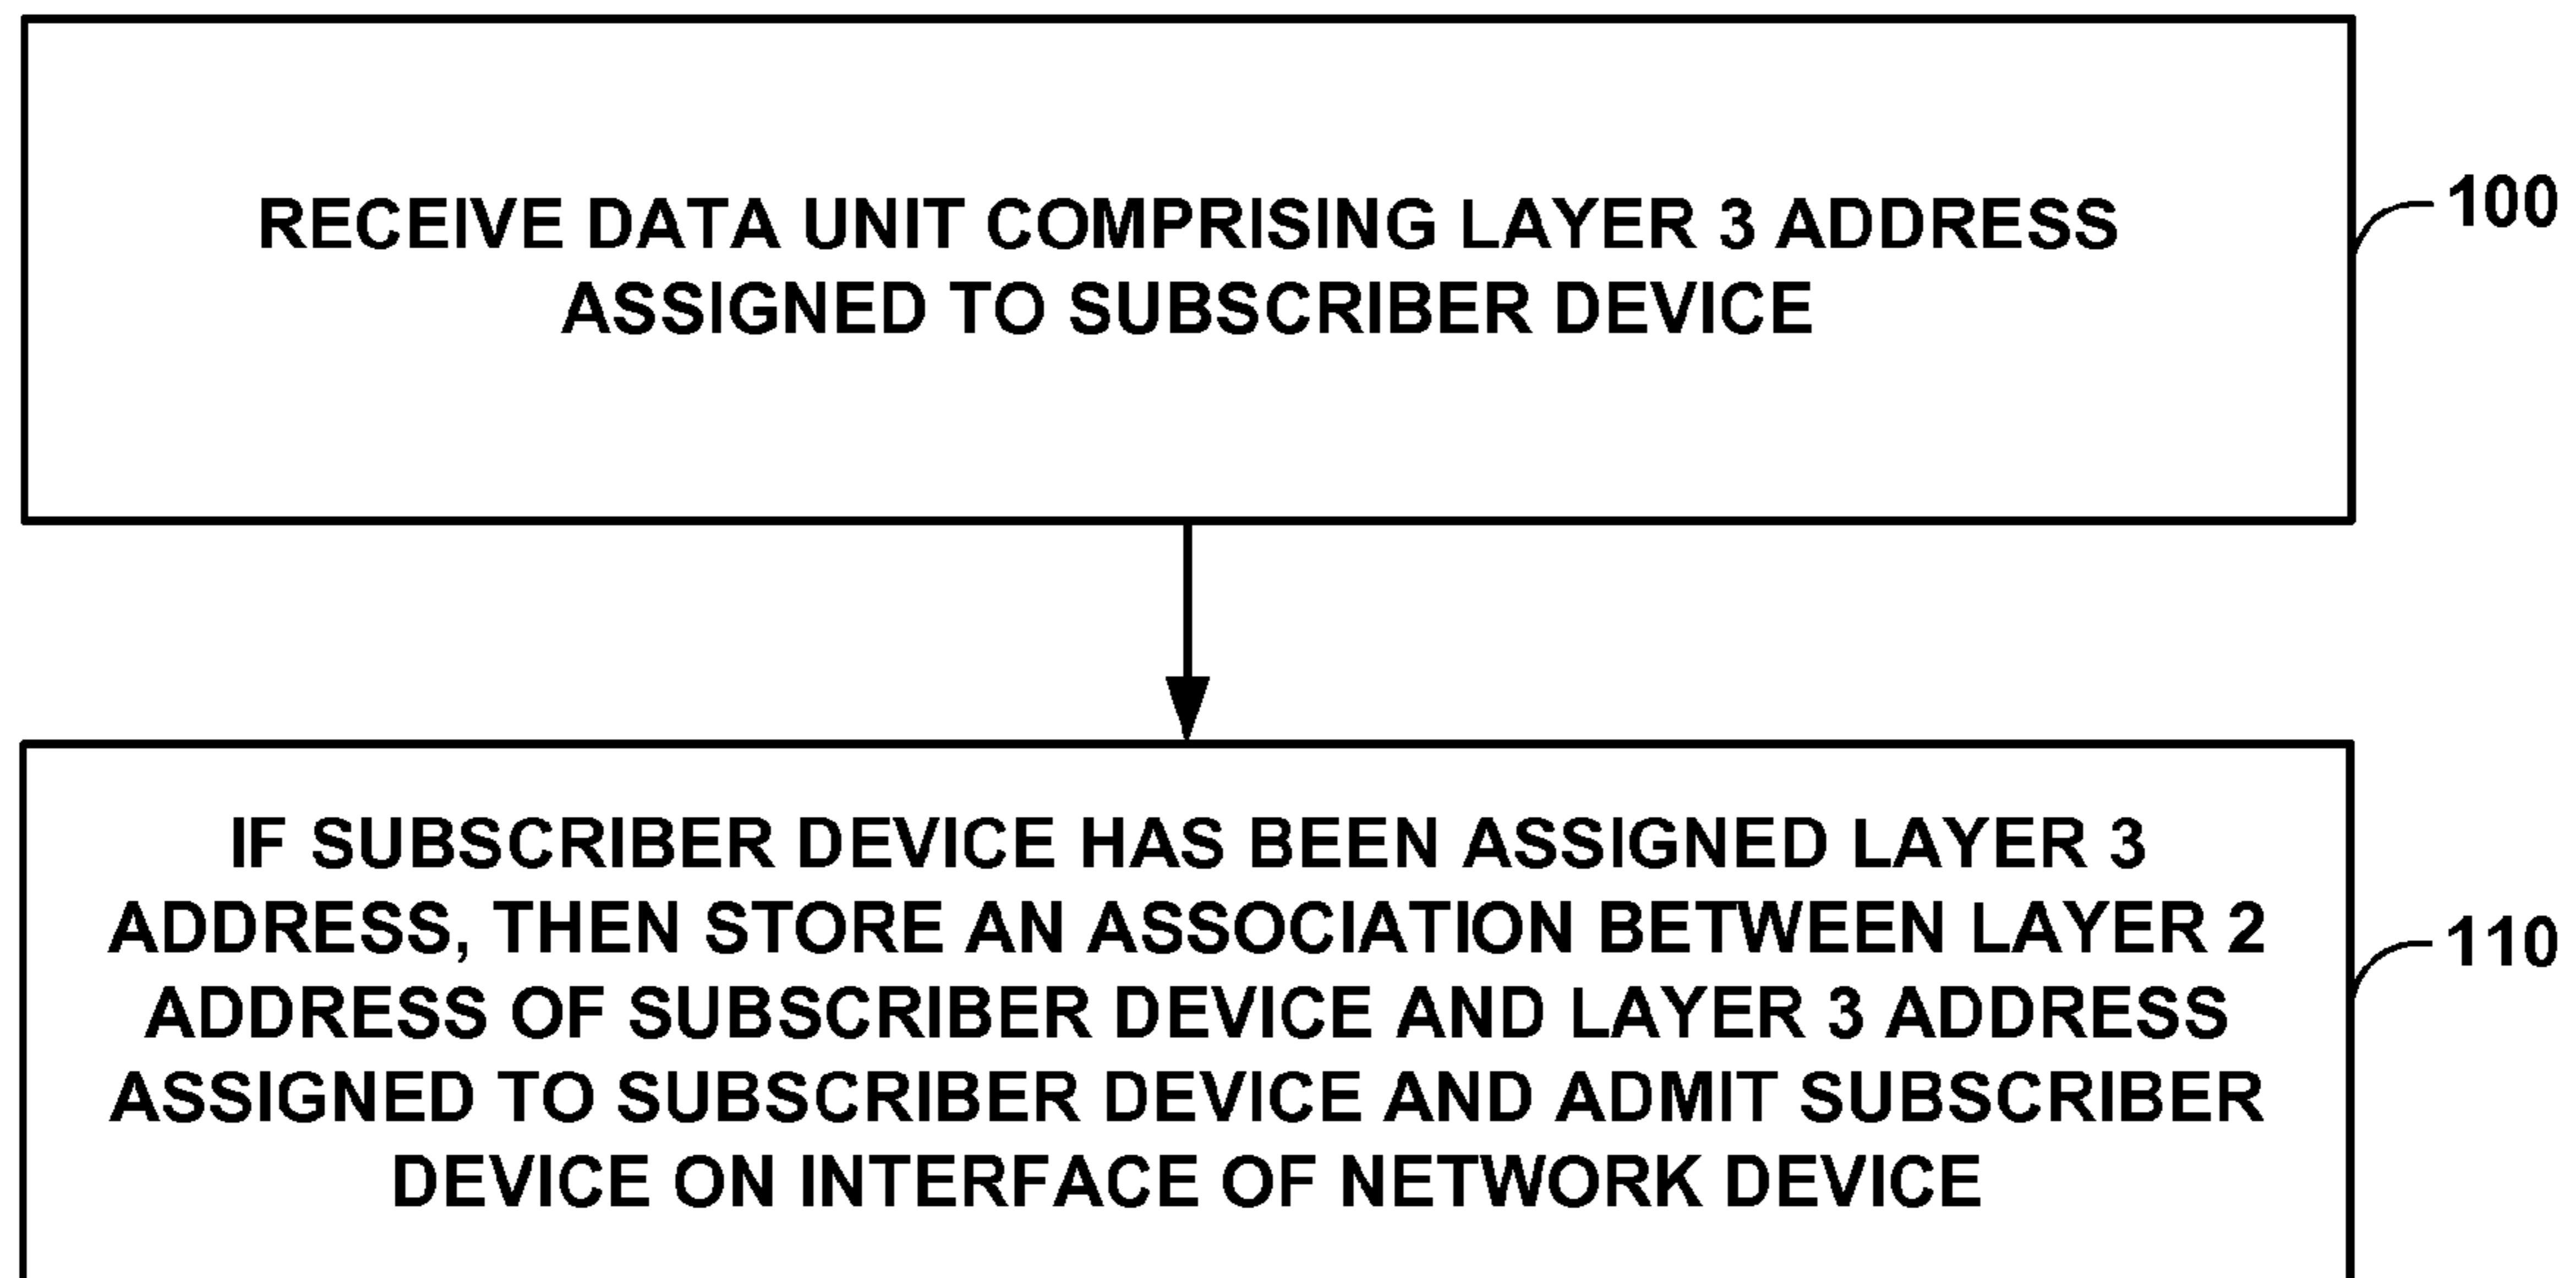 RECEIVE DATA UNIT COMPRISING LAYER 3 ADDRESS
ASSIGNED TO SUBSCRIBER DEVICE
100
IF SUBSCRIBER DEVICE HAS BEEN ASSIGNED LAYER 3
ADDRESS, THEN STORE AN ASSOCIATION BETWEEN LAYER 2
ADDRESS OF SUBSCRIBER DEVICE AND LAYER 3 ADDRESS
ASSIGNED TO SUBSCRIBER DEVICE AND ADMIT SUBSCRIBER
DEVICE ON INTERFACE OF NETWORK DEVICE
110